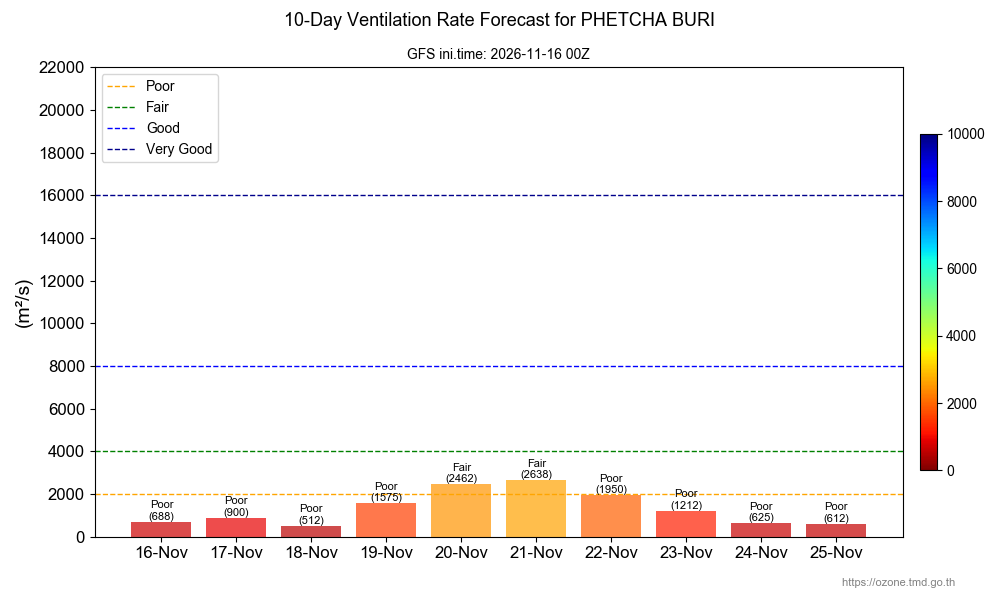 10-Day Ventilation Rate Forecast for PHETCHA BURI
GFS ini.time: 2026-11-16 00Z
(m²/s)
22000
20000
18000
16000
14000
12000
10000
8000
6000
4000
2000
0
Poor
Fair
Good
Very Good
Poor
(688)
Poor
(900)
Poor
(512)
Poor
(1575)
Fair
(2462)
Fair
(2638)
Poor
(1950)
Poor
(1212)
Poor
(625)
Poor
(612)
16-Nov
17-Nov
18-Nov
19-Nov
20-Nov
21-Nov
22-Nov
23-Nov
24-Nov
25-Nov
10000
8000
6000
4000
2000
0
https://ozone.tmd.go.th